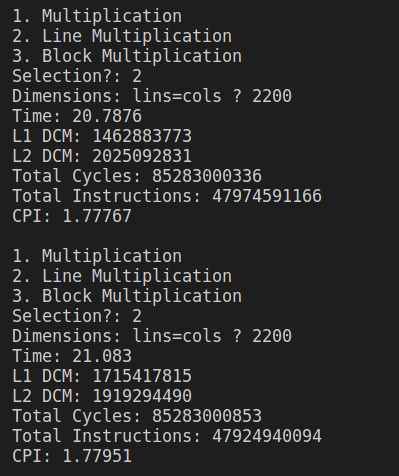 1. Multiplication
2. Line Multiplication
3. Block Multiplication
Selection?: 2
Dimensions: lins=cols ? 2200
Time: 20.7876
L1 DCM: 1462883773
L2 DCM: 2025092831
Total Cycles: 85283000336
Total Instructions: 47974591166
CPI: 1.77767

1. Multiplication
2. Line Multiplication
3. Block Multiplication
Selection?: 2
Dimensions: lins=cols ? 2200
Time: 21.083
L1 DCM: 1715417815
L2 DCM: 1919294490
Total Cycles: 85283000853
Total Instructions: 47924940094
CPI: 1.77951